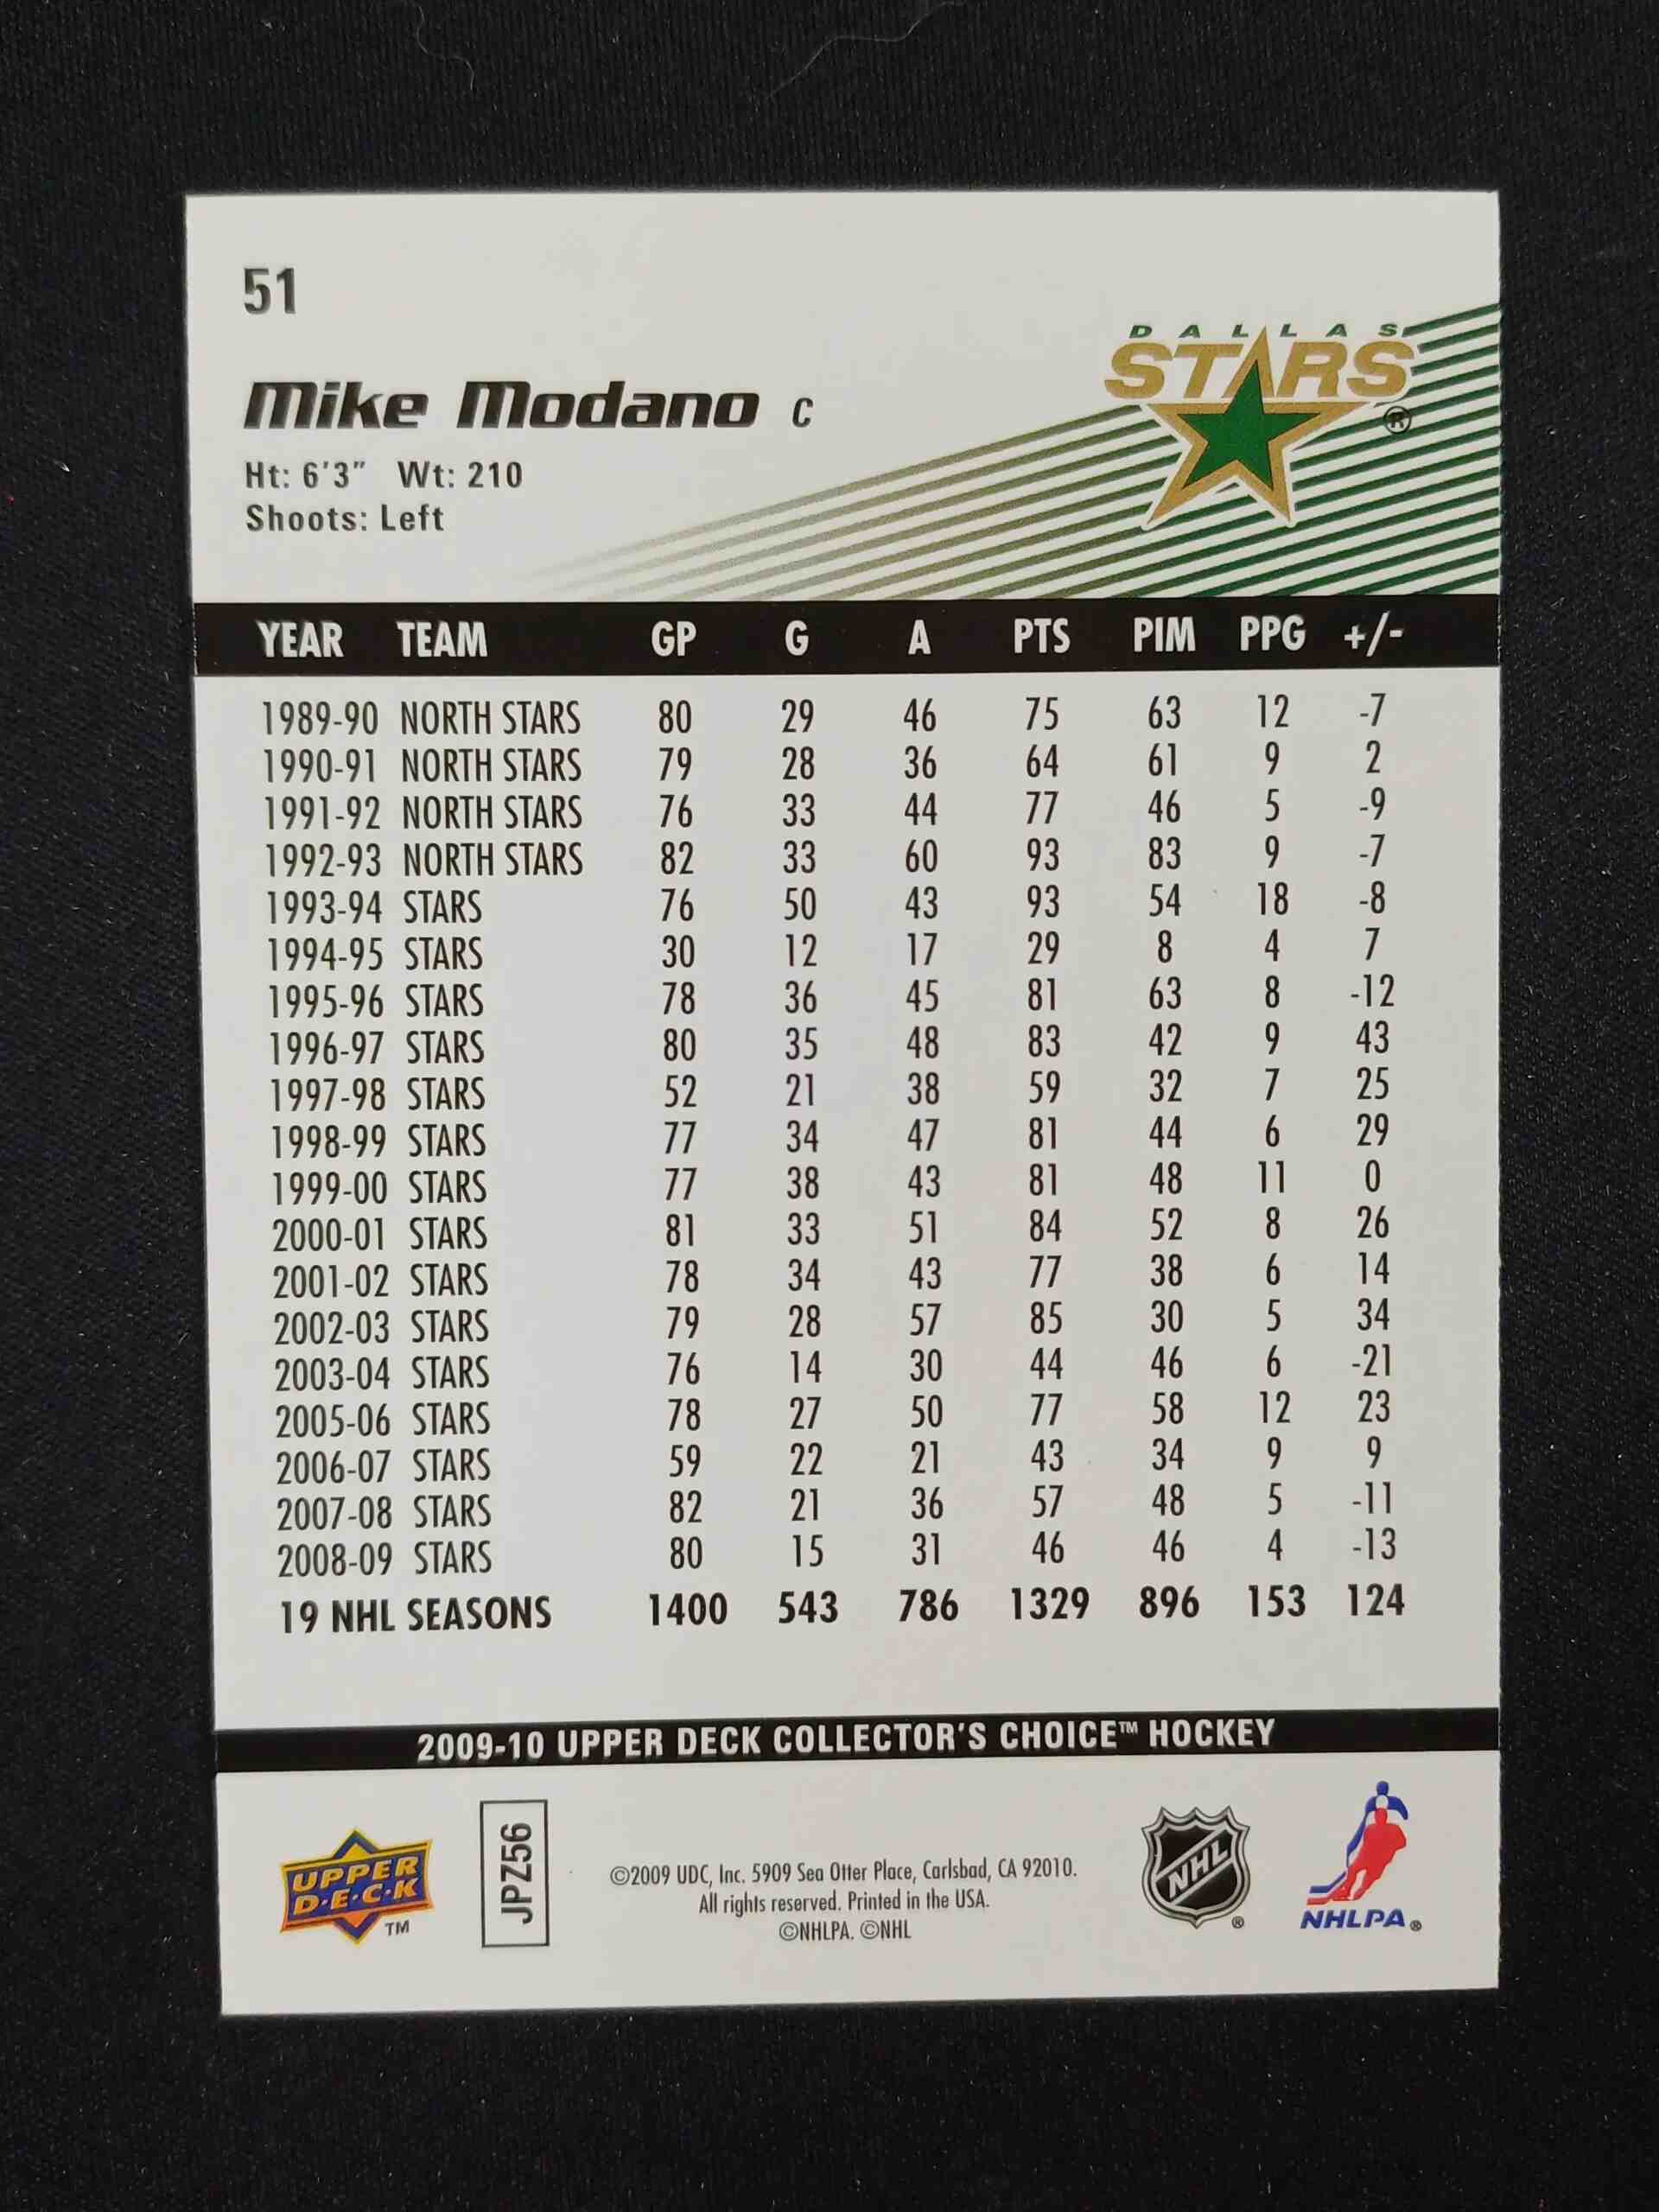 51
DALLAS
STARS
®
Mike Modano C
Ht: 6'3" Wt: 210
Shoots: Left
YEAR TEAM GP G A PTS PIM PPG +/-
1989-90 NORTH STARS 80 29 46 75 63 12 -7
1990-91 NORTH STARS 79 28 36 64 61 9 2
1991-92 NORTH STARS 76 33 44 77 46 5 -9
1992-93 NORTH STARS 82 33 60 93 83 9 -7
1993-94 STARS 76 50 43 93 54 18 -8
1994-95 STARS 30 12 17 29 8 4 7
1995-96 STARS 78 36 45 81 63 8 -12
1996-97 STARS 80 35 48 83 42 9 43
1997-98 STARS 52 21 38 59 32 7 25
1998-99 STARS 77 34 47 81 44 6 29
1999-00 STARS 77 38 43 81 48 11 0
2000-01 STARS 81 33 51 84 52 8 26
2001-02 STARS 78 34 43 77 38 6 14
2002-03 STARS 79 28 57 85 30 5 34
2003-04 STARS 76 14 30 44 46 6 -21
2005-06 STARS 78 27 50 77 58 12 23
2006-07 STARS 59 22 21 43 34 9 9
2007-08 STARS 82 21 36 57 48 5 -11
2008-09 STARS 80 15 31 46 46 4 -13
19 NHL SEASONS 1400 543 786 1329 896 153 124
2009-10 UPPER DECK COLLECTOR'S CHOICE™ HOCKEY
UPPER
D·E·C·K
™
JPZ56
©2009 UDC, Inc. 5909 Sea Otter Place, Carlsbad, CA 92010.
All rights reserved. Printed in the USA.
©NHLPA. ©NHL
NHL
®
NHLPA®